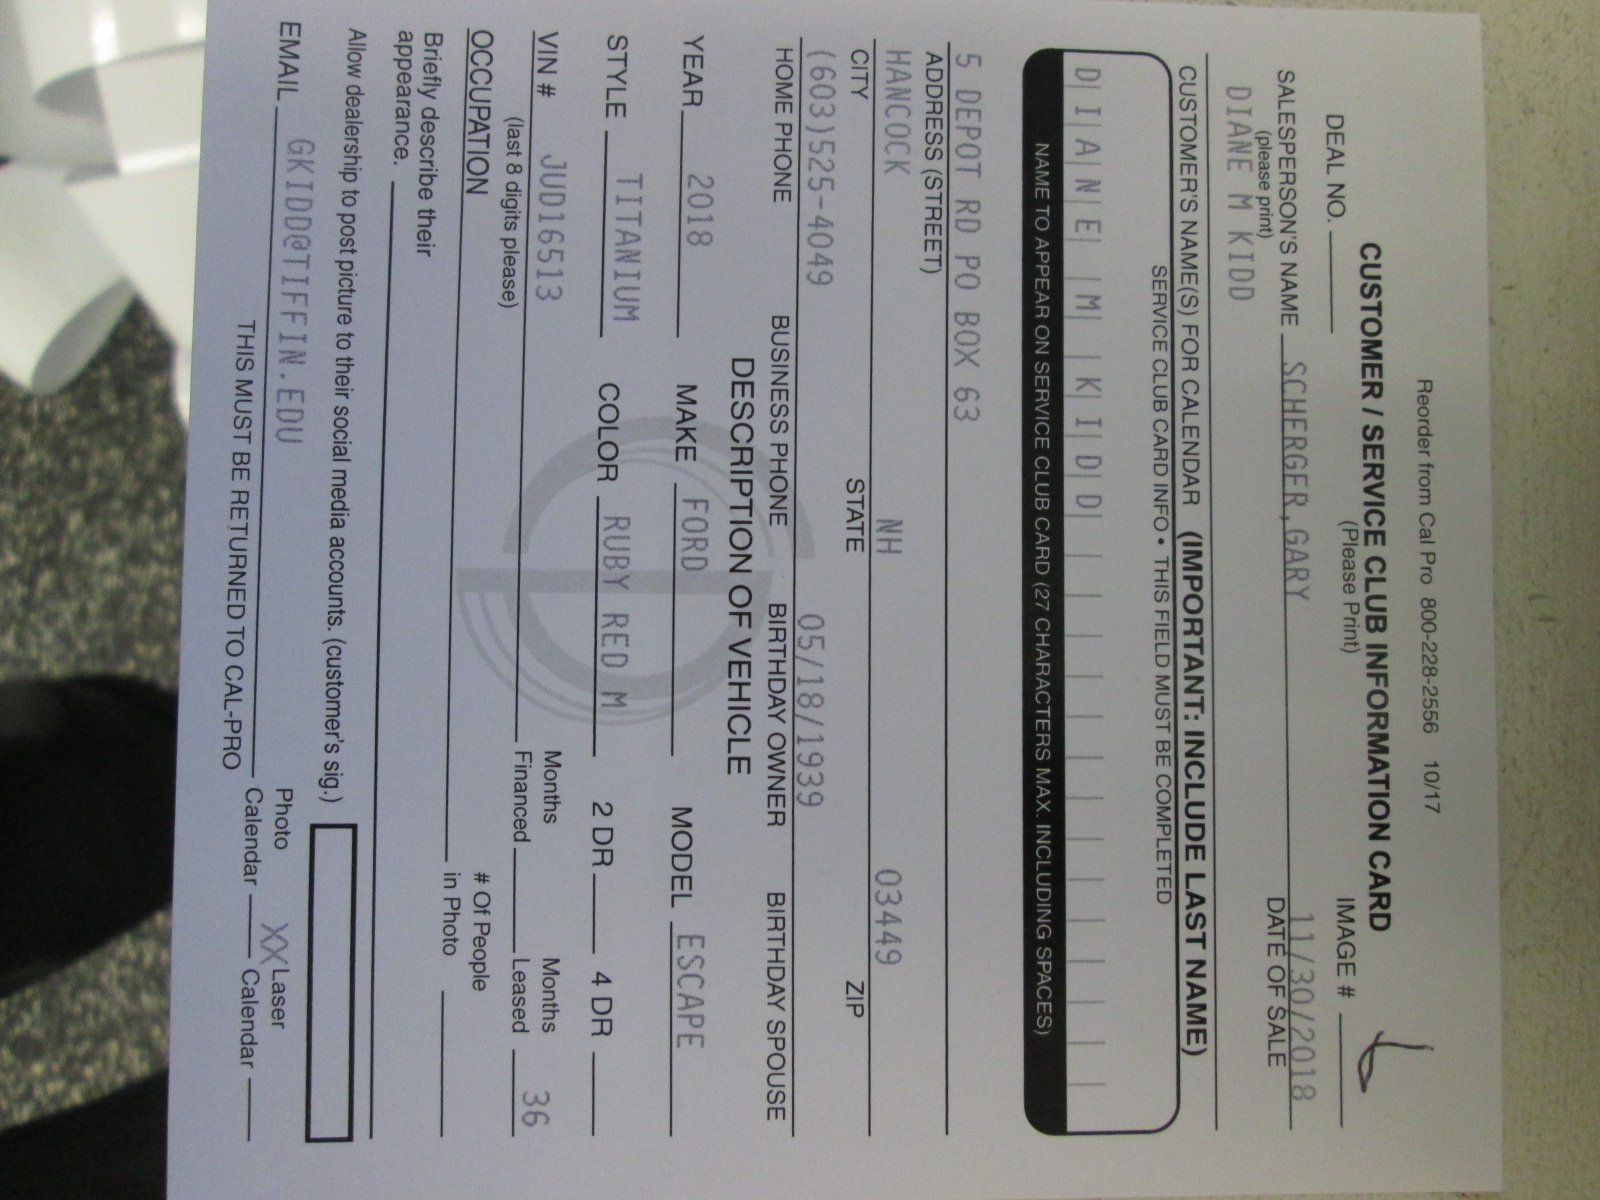 Reorder from Cal Pro 800-228-2556 10/17
CUSTOMER / SERVICE CLUB INFORMATION CARD
(Please Print)
DEAL NO. IMAGE #
SALESPERSON'S NAME SCHERGER,GARY 11/30/2018
(please print) DATE OF SALE
DIANE M KIDD
CUSTOMER'S NAME(S) FOR CALENDAR (IMPORTANT: INCLUDE LAST NAME)
SERVICE CLUB CARD INFO • THIS FIELD MUST BE COMPLETED
D I A N E M K I D D
NAME TO APPEAR ON SERVICE CLUB CARD (27 CHARACTERS MAX. INCLUDING SPACES)
5 DEPOT RD PO BOX 63
ADDRESS (STREET)
HANCOCK NH 03449
CITY STATE ZIP
(603)525-4049 05/18/1939
HOME PHONE BUSINESS PHONE BIRTHDAY OWNER BIRTHDAY SPOUSE
DESCRIPTION OF VEHICLE
YEAR 2018 MAKE FORD MODEL ESCAPE
STYLE TITANIUM COLOR RUBY RED M 2 DR 4 DR
VIN # JUD16513 Months Financed Months Leased 36
(last 8 digits please)
OCCUPATION # Of People in Photo
Briefly describe their
appearance.
Allow dealership to post picture to their social media accounts. (customer's sig.)
EMAIL GKIDD@TIFFIN.EDU Photo Calendar XX Laser Calendar
THIS MUST BE RETURNED TO CAL-PRO